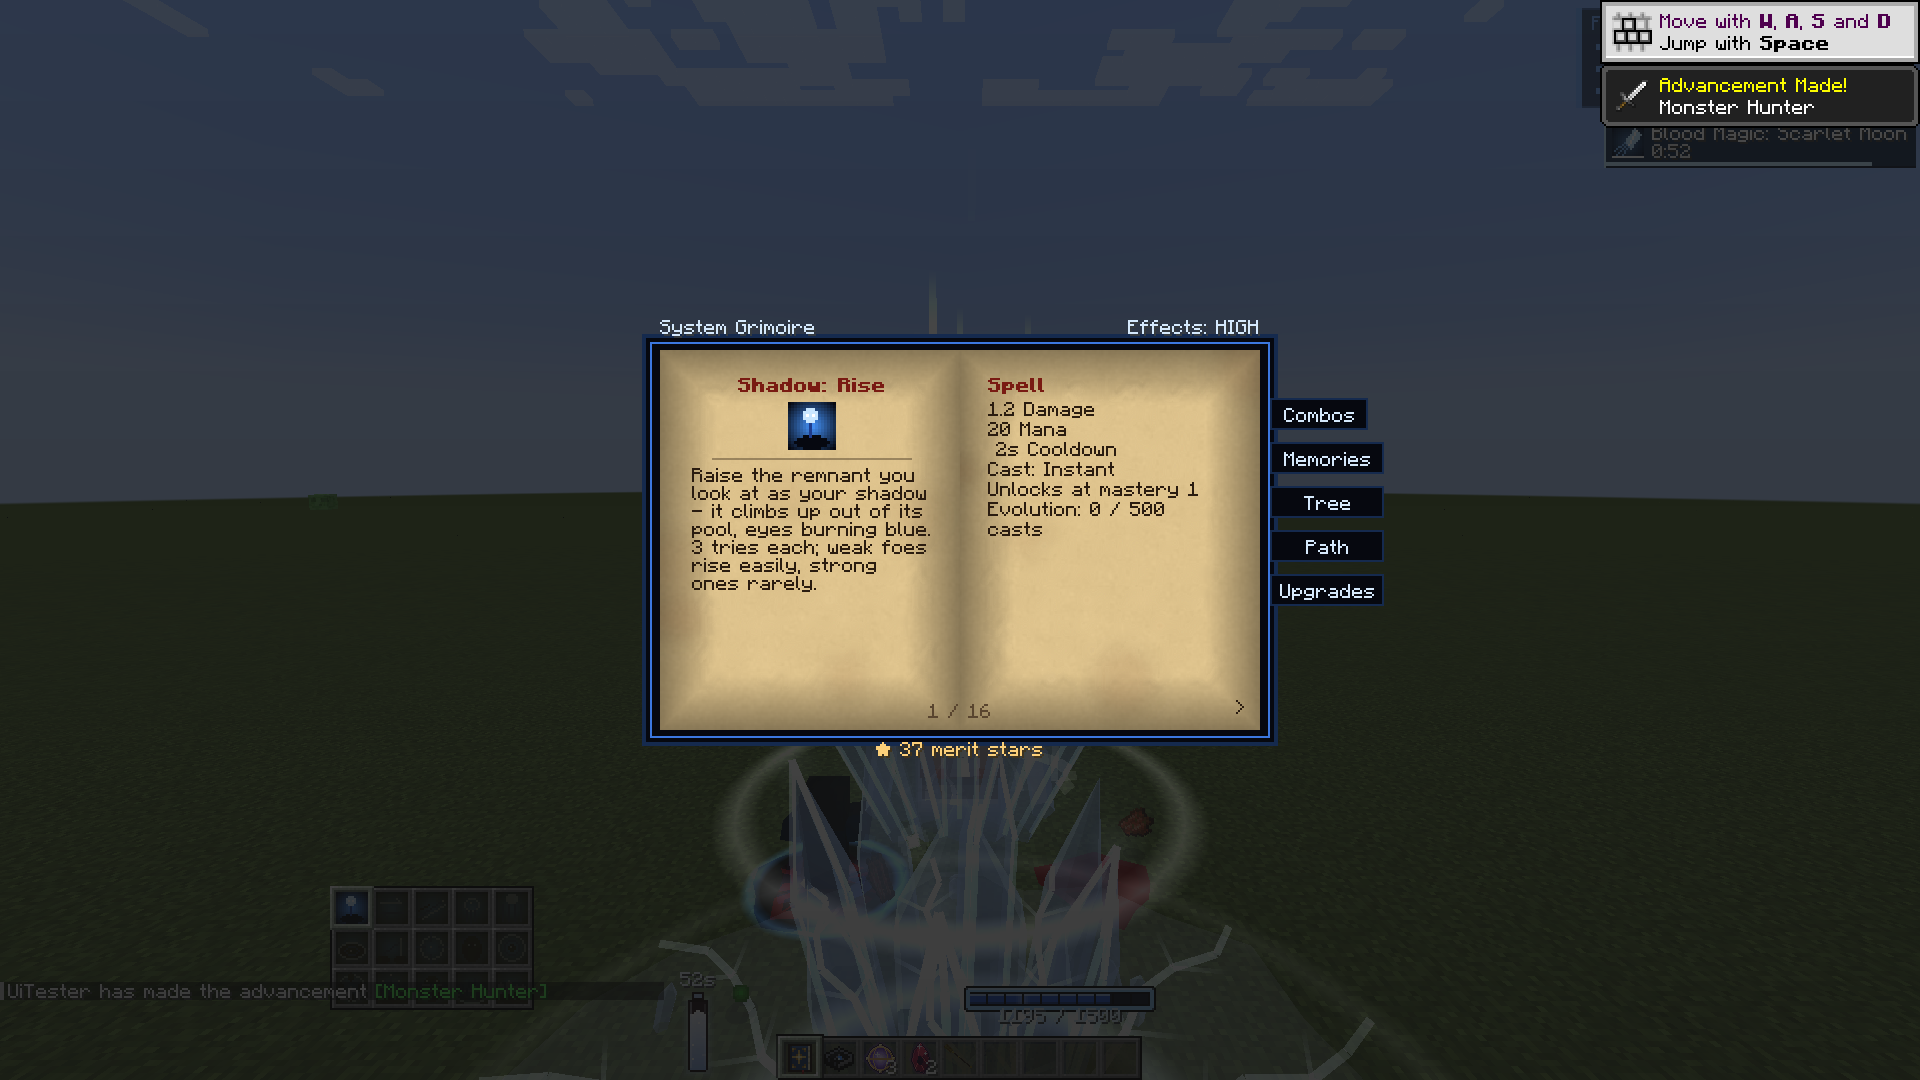 Move with W, A, S and D
Jump with Space
Advancement Made!
Monster Hunter
Blood Magic: Scarlet Moon
0:52
System Grimoire
Effects: HIGH
Shadow: Rise
Raise the remnant you
look at as your shadow
- it climbs up out of its
pool, eyes burning blue.
3 tries each; weak foes
rise easily, strong
ones rarely.
Spell
1.2 Damage
20 Mana
2s Cooldown
Cast: Instant
Unlocks at mastery 1
Evolution: 0 / 500
casts
1 / 16
>
Combos
Memories
Tree
Path
Upgrades
★ 37 merit stars
UiTester has made the advancement [Monster Hunter]
52s
1195 / 1500
3
2